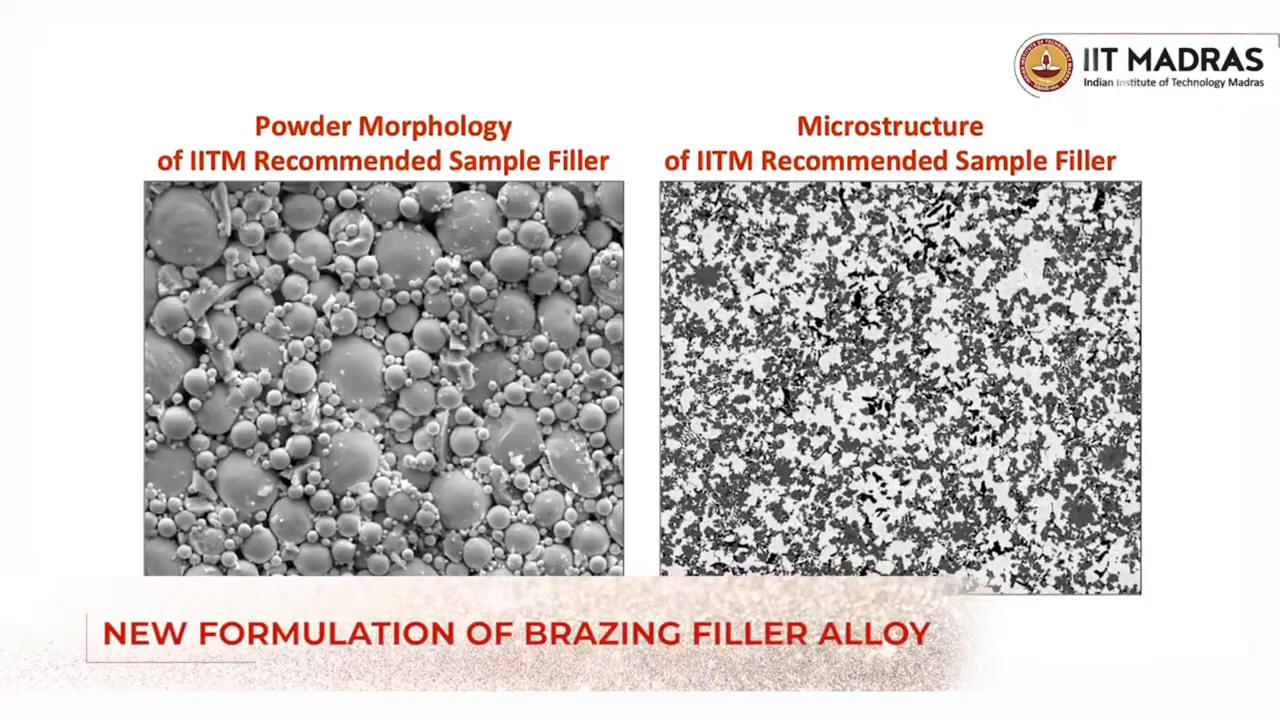 IIT MADRAS
Indian Institute of Technology Madras
Powder Morphology
of IITM Recommended Sample Filler
Microstructure
of IITM Recommended Sample Filler
NEW FORMULATION OF BRAZING FILLER ALLOY